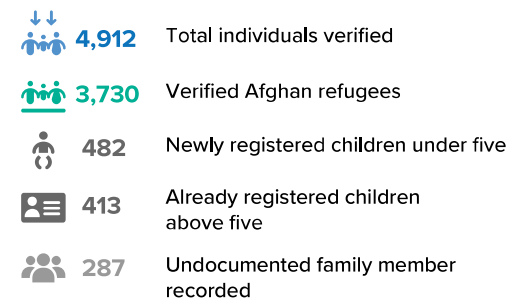 4,912 Total individuals verified
3,730 Verified Afghan refugees
482 Newly registered children under five
413 Already registered children
above five
287 Undocumented family member
recorded